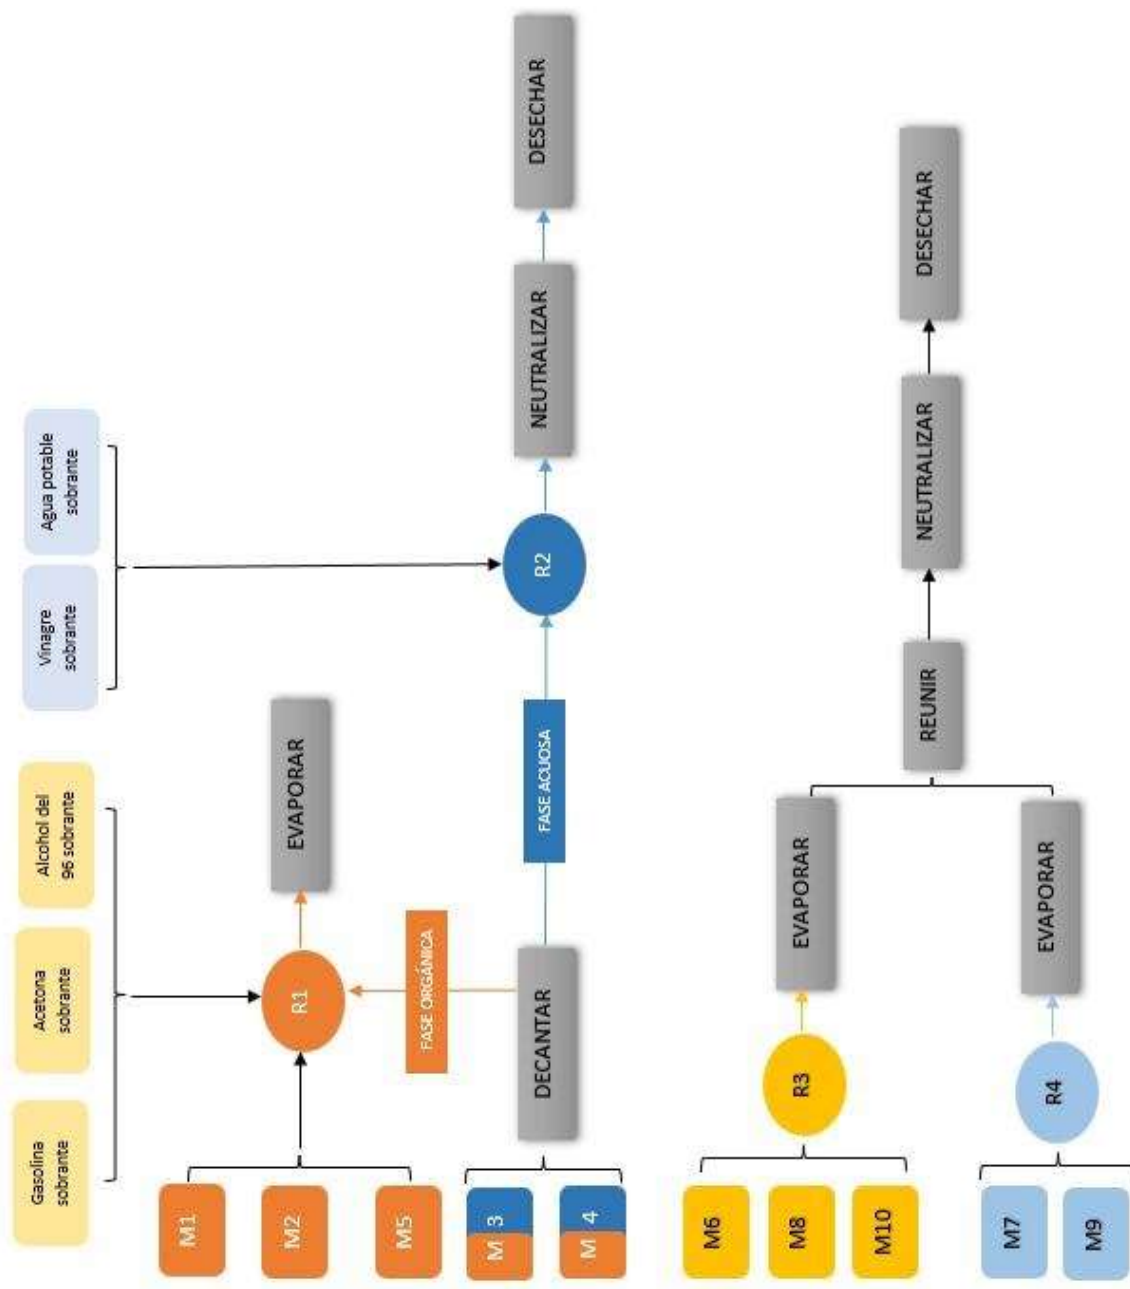 Gasolina
sobrante
Acetona
sobrante
Alcohol del
96 sobrante
Vinagre
sobrante
Agua potable
sobrante
M1
M2
R1
EVAPORAR
M5
FASE ORGÁNICA
M 3
M 4
DECANTAR
FASE ACUOSA
R2
NEUTRALIZAR
DESECHAR
M6
M8
M10
R3
EVAPORAR
REUNIR
NEUTRALIZAR
DESECHAR
M7
M9
R4
EVAPORAR